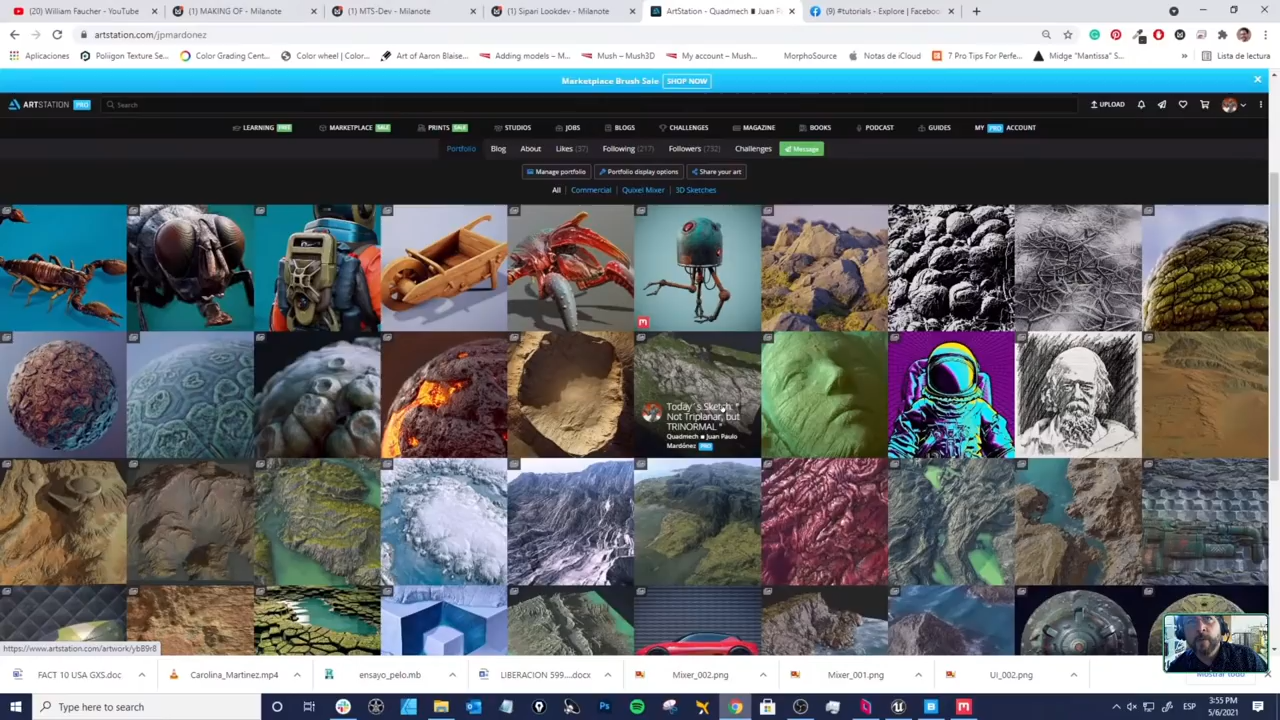 (20) William Faucher - YouTube
(1) MAKING OF - Milanote
(1) MTS-Dev - Milanote
(1) Sipari Lookdev - Milanote
ArtStation - Quadmech ■ Juan P
(9) #tutorials - Explore | Facebo
artstation.com/jpmardonez
Aplicaciones
Poliigon Texture Se...
Color Grading Cent...
Color wheel | Color...
Art of Aaron Blaise...
Adding models – M...
Mush – Mush3D
My account – Mush...
MorphoSource
Notas de iCloud
7 Pro Tips For Perfe...
Midge "Mantissa" S...
Lista de lectura
Marketplace Brush Sale SHOP NOW
ARTSTATION PRO
Search
UPLOAD
LEARNING FREE
MARKETPLACE SALE
PRINTS SALE
STUDIOS
JOBS
BLOGS
CHALLENGES
MAGAZINE
BOOKS
PODCAST
GUIDES
MY PRO ACCOUNT
Portfolio
Blog
About
Likes (37)
Following (217)
Followers (732)
Challenges
Message
Manage portfolio
Portfolio display options
Share your art
All
Commercial
Quixel Mixer
3D Sketches
Today´s Sketch: "
Not Triplanar, but
TRINORMAL "
Quadmech ■ Juan Paulo
Mardónez PRO
https://www.artstation.com/artwork/ybB9r8
FACT 10 USA GXS.doc
Carolina_Martinez.mp4
ensayo_pelo.mb
LIBERACION 599....docx
Mixer_002.png
Mixer_001.png
UI_002.png
Mostrar todo
Type here to search
ESP
3:55 PM
5/6/2021